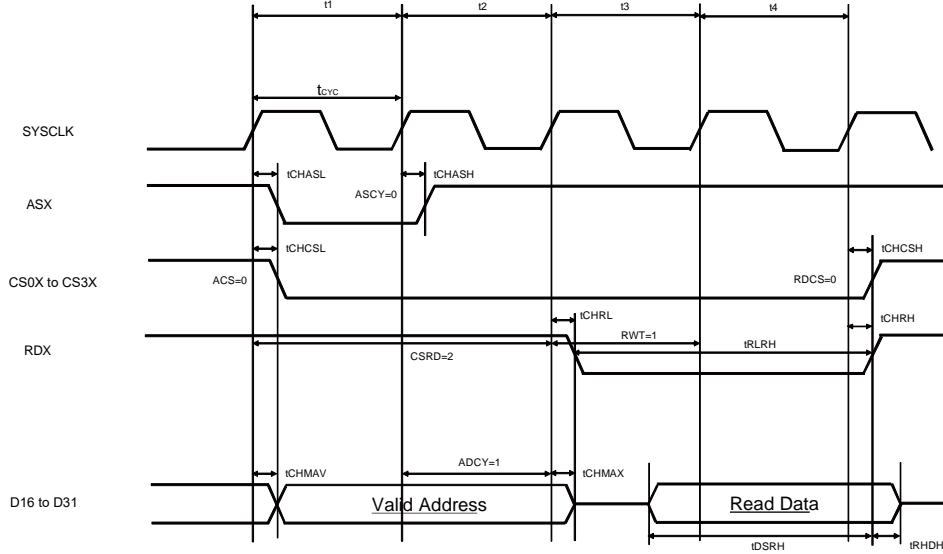 t1 t2 t3 t4
tCYC
SYSCLK
tCHASL tCHASH
ASCY=0
ASX
tCHCSL tCHCSH
ACS=0 RDCS=0
CS0X to CS3X
tCHRL tCHRH
RWT=1
RDX tRLRH
CSRD=2
ADCY=1
tCHMAV tCHMAX
D16 to D31 Valid Address Read Data
tDSRH tRHDH